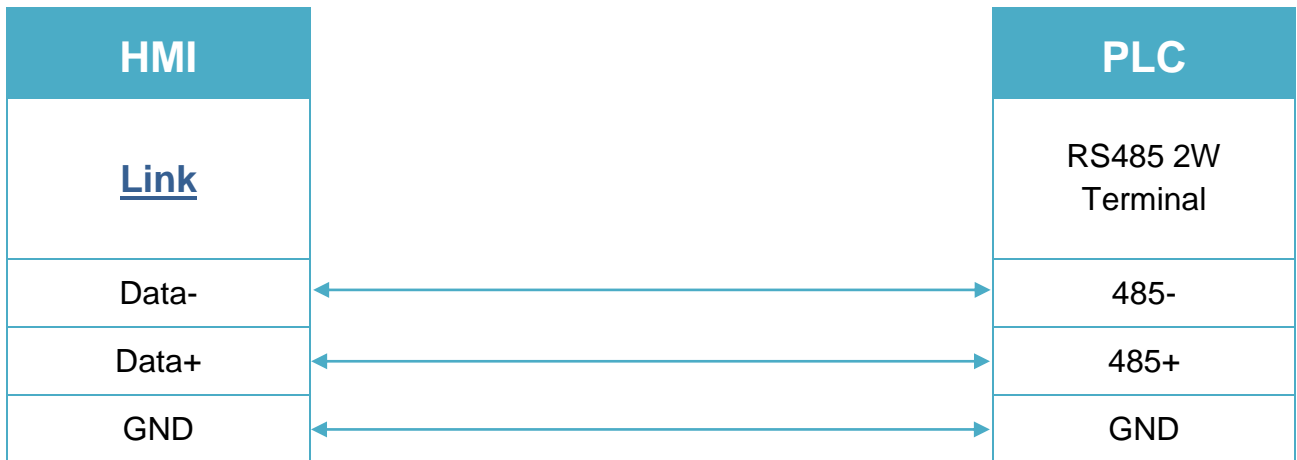 HMI
PLC
Link
RS485 2W
Terminal
Data-
485-
Data+
485+
GND
GND